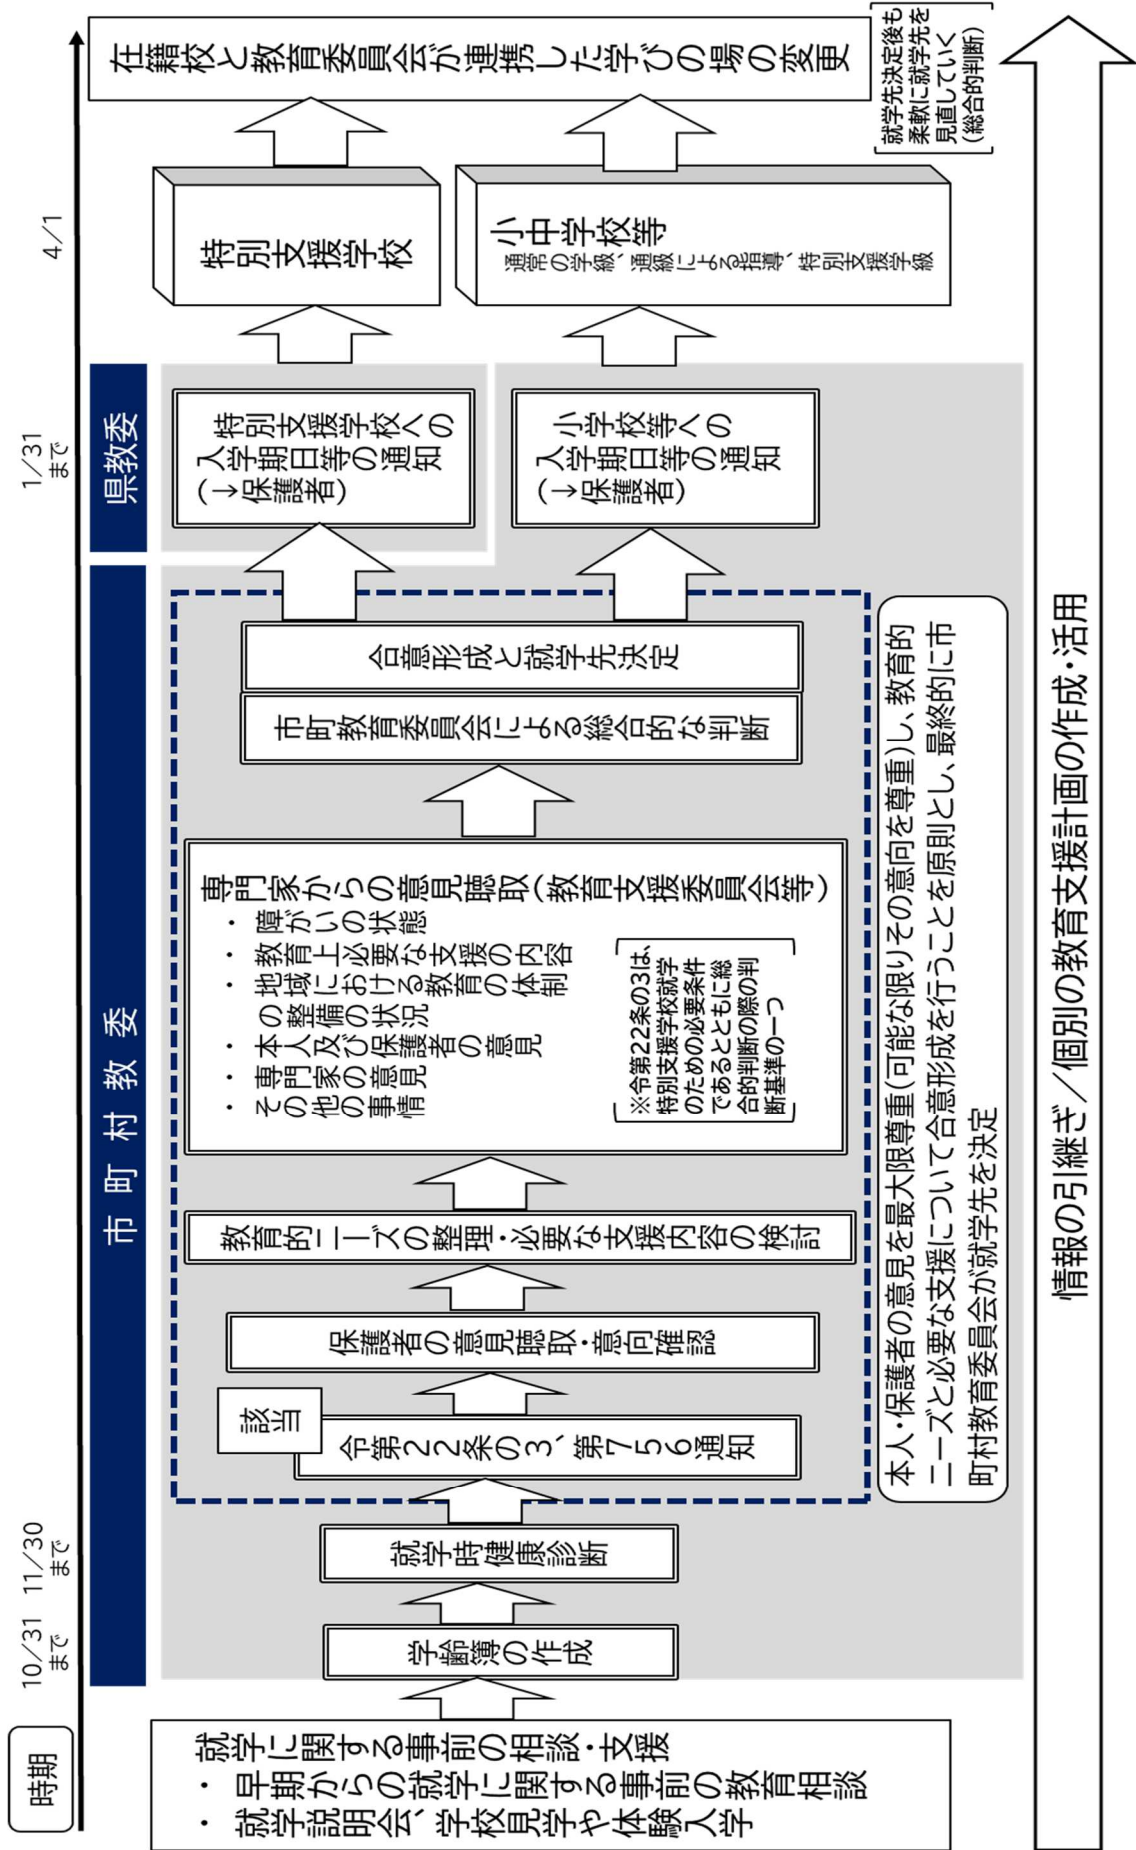 時期
10/31
まで
11/30
まで
1/31
まで
4/1
市町村教委
県教委
就学に関する事前の相談・支援
・ 早期からの就学に関する事前の教育相談
・ 就学説明会、学校見学や体験入学
学齢簿の作成
就学時健康診断
該当
令第22条の3、第756通知
保護者の意見聴取・意向確認
教育的ニーズの整理・必要な支援内容の検討
専門家からの意見聴取(教育支援委員会等)
・ 障がいの状態
・ 教育上必要な支援の内容
・ 地域における教育の体制
の整備の状況
・ 本人及び保護者の意見
・ 専門家の意見
・ その他の事情
※令第22条の3は、
特別支援学校就学
のための必要条件
であるとともに総
合的判断の際の判
断基準の一つ
市町教育委員会による総合的な判断
合意形成と就学先決定
本人・保護者の意見を最大限尊重(可能な限りその意向を尊重)し、教育的
ニーズと必要な支援について合意形成を行うことを原則とし、最終的に市
町村教育委員会が就学先を決定
特別支援学校への
入学期日等の通知
(→保護者)
小学校等への
入学期日等の通知
(→保護者)
特別支援学校
小中学校等
通常の学級、通級による指導、特別支援学級
在籍校と教育委員会が連携した学びの場の変更
就学先決定後も
柔軟に就学先を
見直していく
(総合的判断)
情報の引継ぎ/個別の教育支援計画の作成・活用